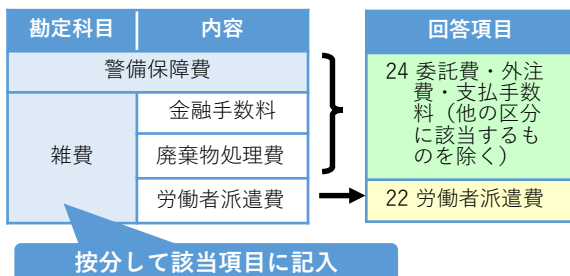 勘定科目 内容 回答項目
警備保障費
雑費
金融手数料
廃棄物処理費
労働者派遣費
24 委託費・外注
費・支払手数
料（他の区分
に該当するも
のを除く）
22 労働者派遣費
按分して該当項目に記入